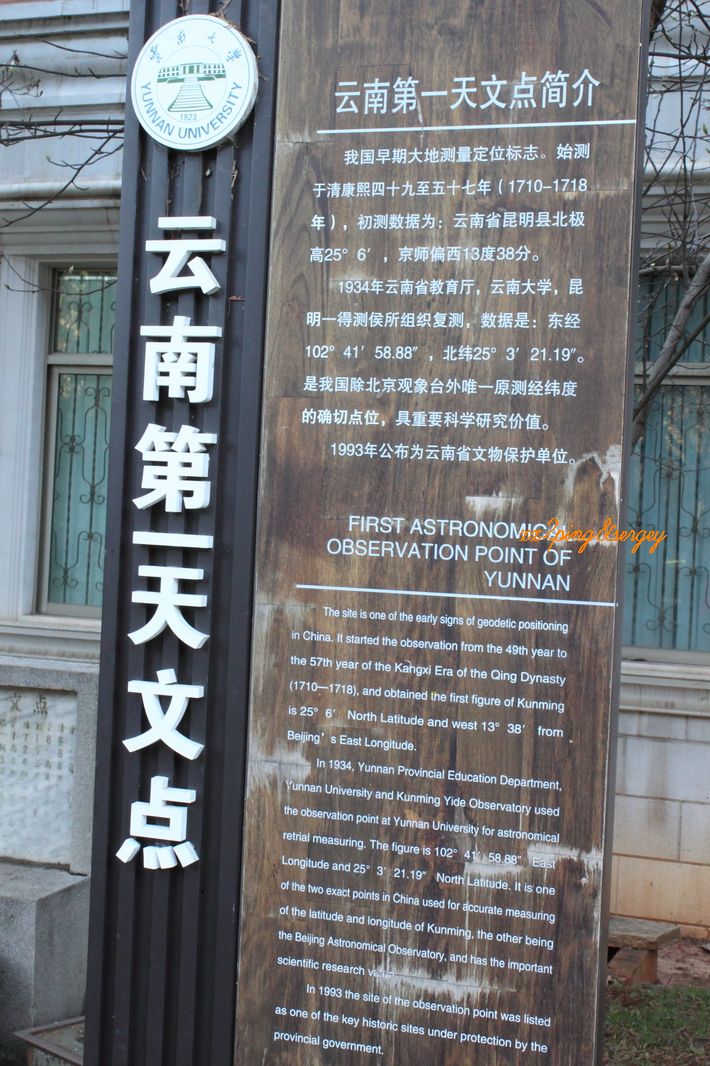 云南大学
YUNNAN UNIVERSITY
1923
云南第一天文点
云南第一天文点简介
我国早期大地测量定位标志。始测
于清康熙四十九至五十七年（1710-1718
年），初测数据为：云南省昆明县北极
高25° 6′，京师偏西13度38分。
1934年云南省教育厅，云南大学，昆
明一得测侯所组织复测，数据是：东经
102° 41′ 58.88″，北纬25° 3′ 21.19″。
是我国除北京观象台外唯一原测经纬度
的确切点位，具重要科学研究价值。
1993年公布为云南省文物保护单位。
FIRST ASTRONOMICAL
OBSERVATION POINT OF
YUNNAN
The site is one of the early signs of geodetic positioning
in China. It started the observation from the 49th year to
the 57th year of the Kangxi Era of the Qing Dynasty
(1710—1718), and obtained the first figure of Kunming
is 25° 6′ North Latitude and west 13° 38′ from
Beijing's East Longitude.
In 1934, Yunnan Provincial Education Department,
Yunnan University and Kunming Yide Observatory used
the observation point at Yunnan University for astronomical
retrial measuring. The figure is 102° 41′ 58.88″ East
Longitude and 25° 3′ 21.19″ North Latitude. It is one
of the two exact points in China used for accurate measuring
of the latitude and longitude of Kunming, the other being
the Beijing Astronomical Observatory, and has the important
scientific research
In 1993 the site of the observation point was listed
as one of the key historic sites under protection by the
provincial government.
文点